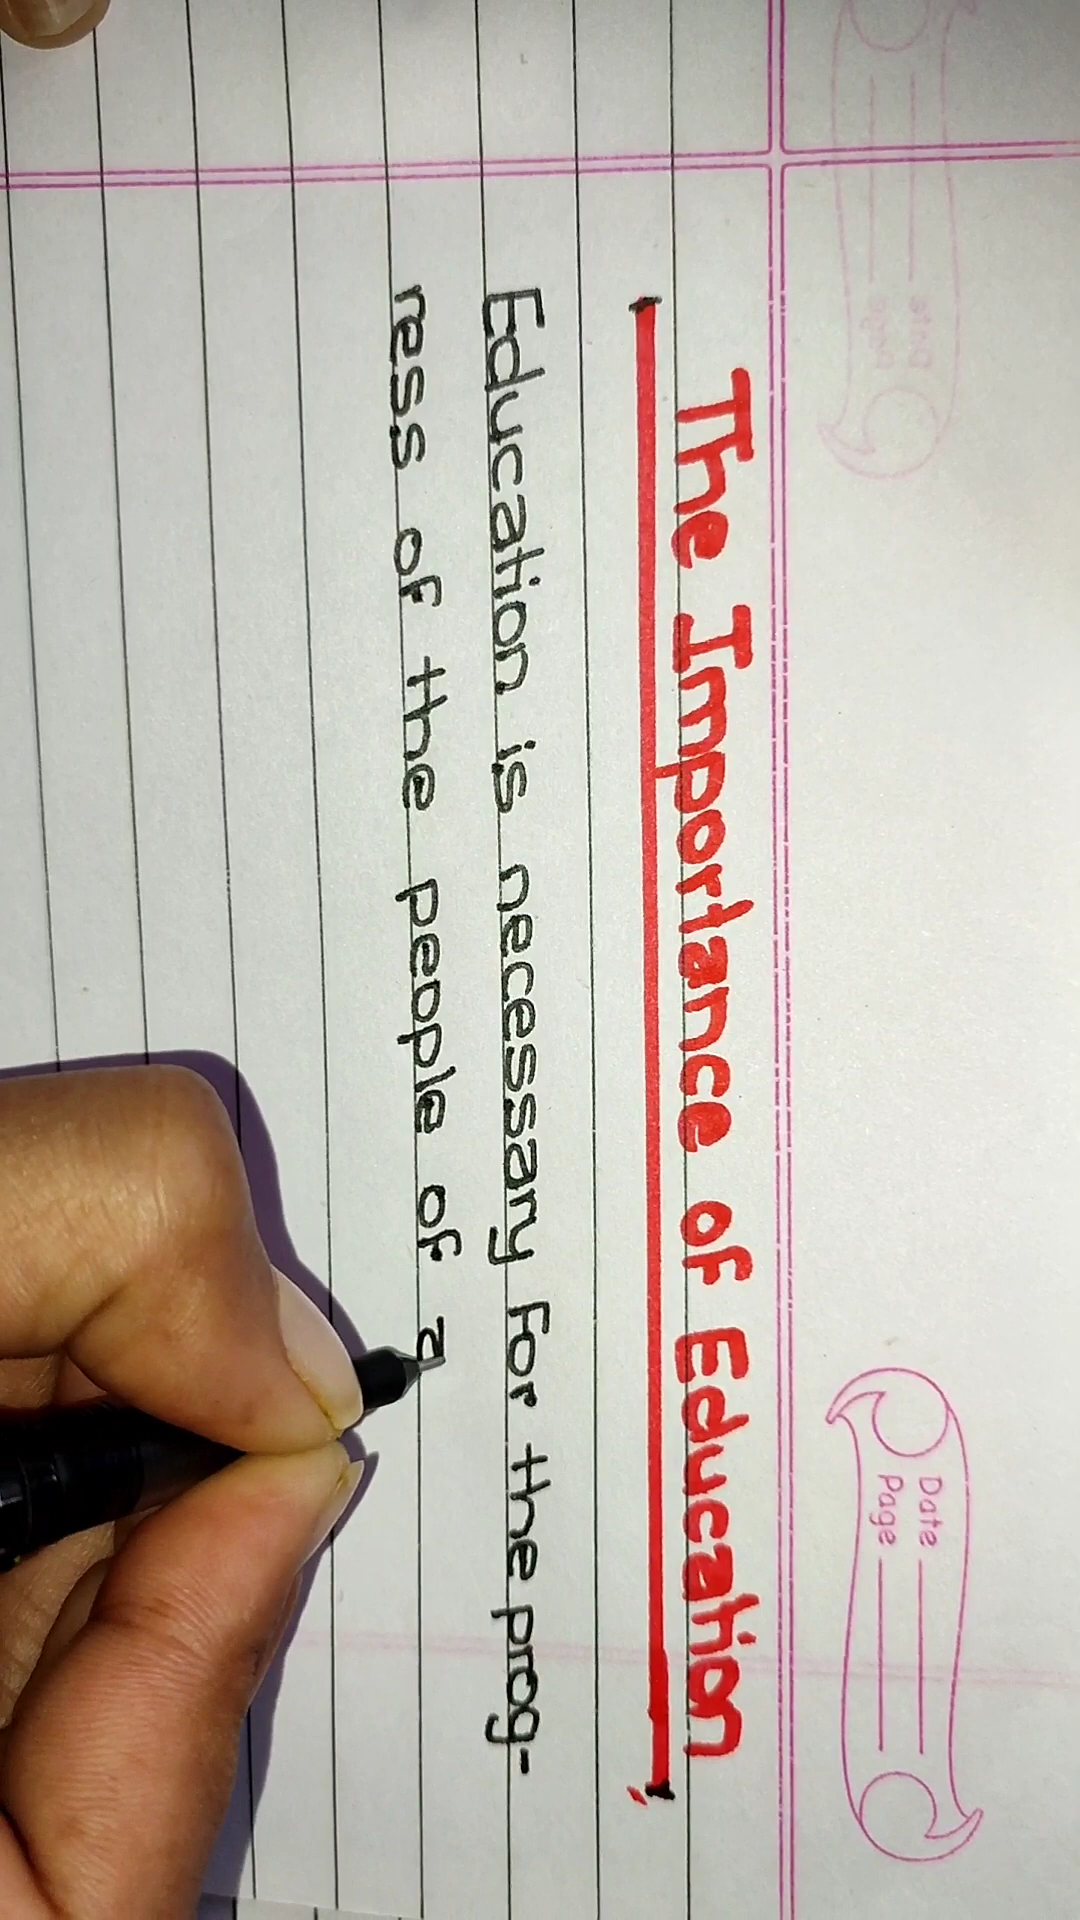 Date
Page
The Importance of Education
Education is necessary for the prog-
ress of the people of a